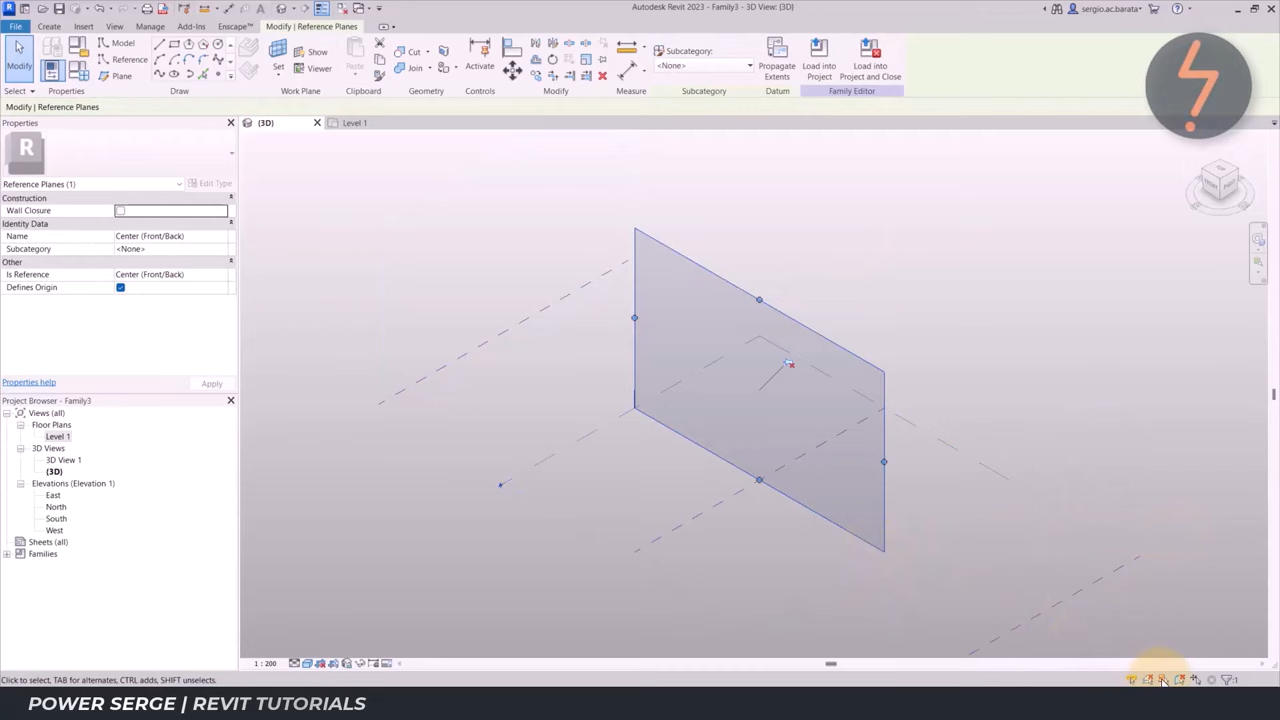 Autodesk Revit 2023 - Family3 - 3D View: {3D}
sergio.ac.barata
File Create Insert View Manage Add-Ins Enscape™ Modify | Reference Planes
Modify
Model
Reference
Plane
Set
Show
Viewer
Paste
Cut
Join
Activate
Subcategory:
<None>
Propagate Extents
Load into Project
Load into Project and Close
Select Properties Draw Work Plane Clipboard Geometry Controls Modify Measure Subcategory Datum Family Editor
Modify | Reference Planes
Properties
{3D}
Level 1
R
Reference Planes (1)
Edit Type
Construction
Wall Closure
Identity Data
Name Center (Front/Back)
Subcategory <None>
Other
Is Reference Center (Front/Back)
Defines Origin
Properties help
Apply
Project Browser - Family3
Views (all)
Floor Plans
Level 1
3D Views
3D View 1
{3D}
Elevations (Elevation 1)
East
North
South
West
Sheets (all)
Families
1 : 200
Click to select, TAB for alternates, CTRL adds, SHIFT unselects.
:1
POWER SERGE | REVIT TUTORIALS